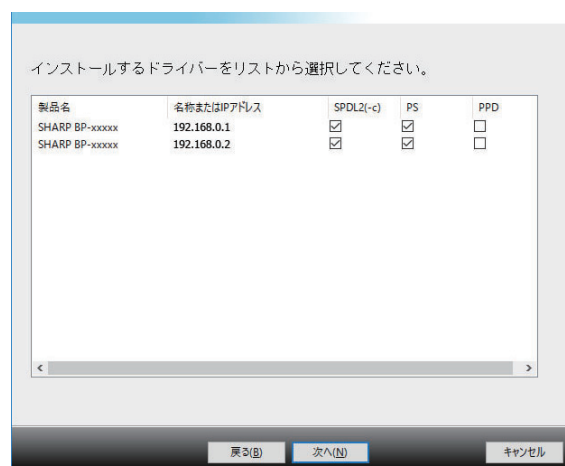 インストールするドライバーをリストから選択してください。
製品名 名称またはIPアドレス SPDL2(-c) PS PPD
SHARP BP-xxxxx 192.168.0.1
SHARP BP-xxxxx 192.168.0.2
戻る(B) 次へ(N) キャンセル